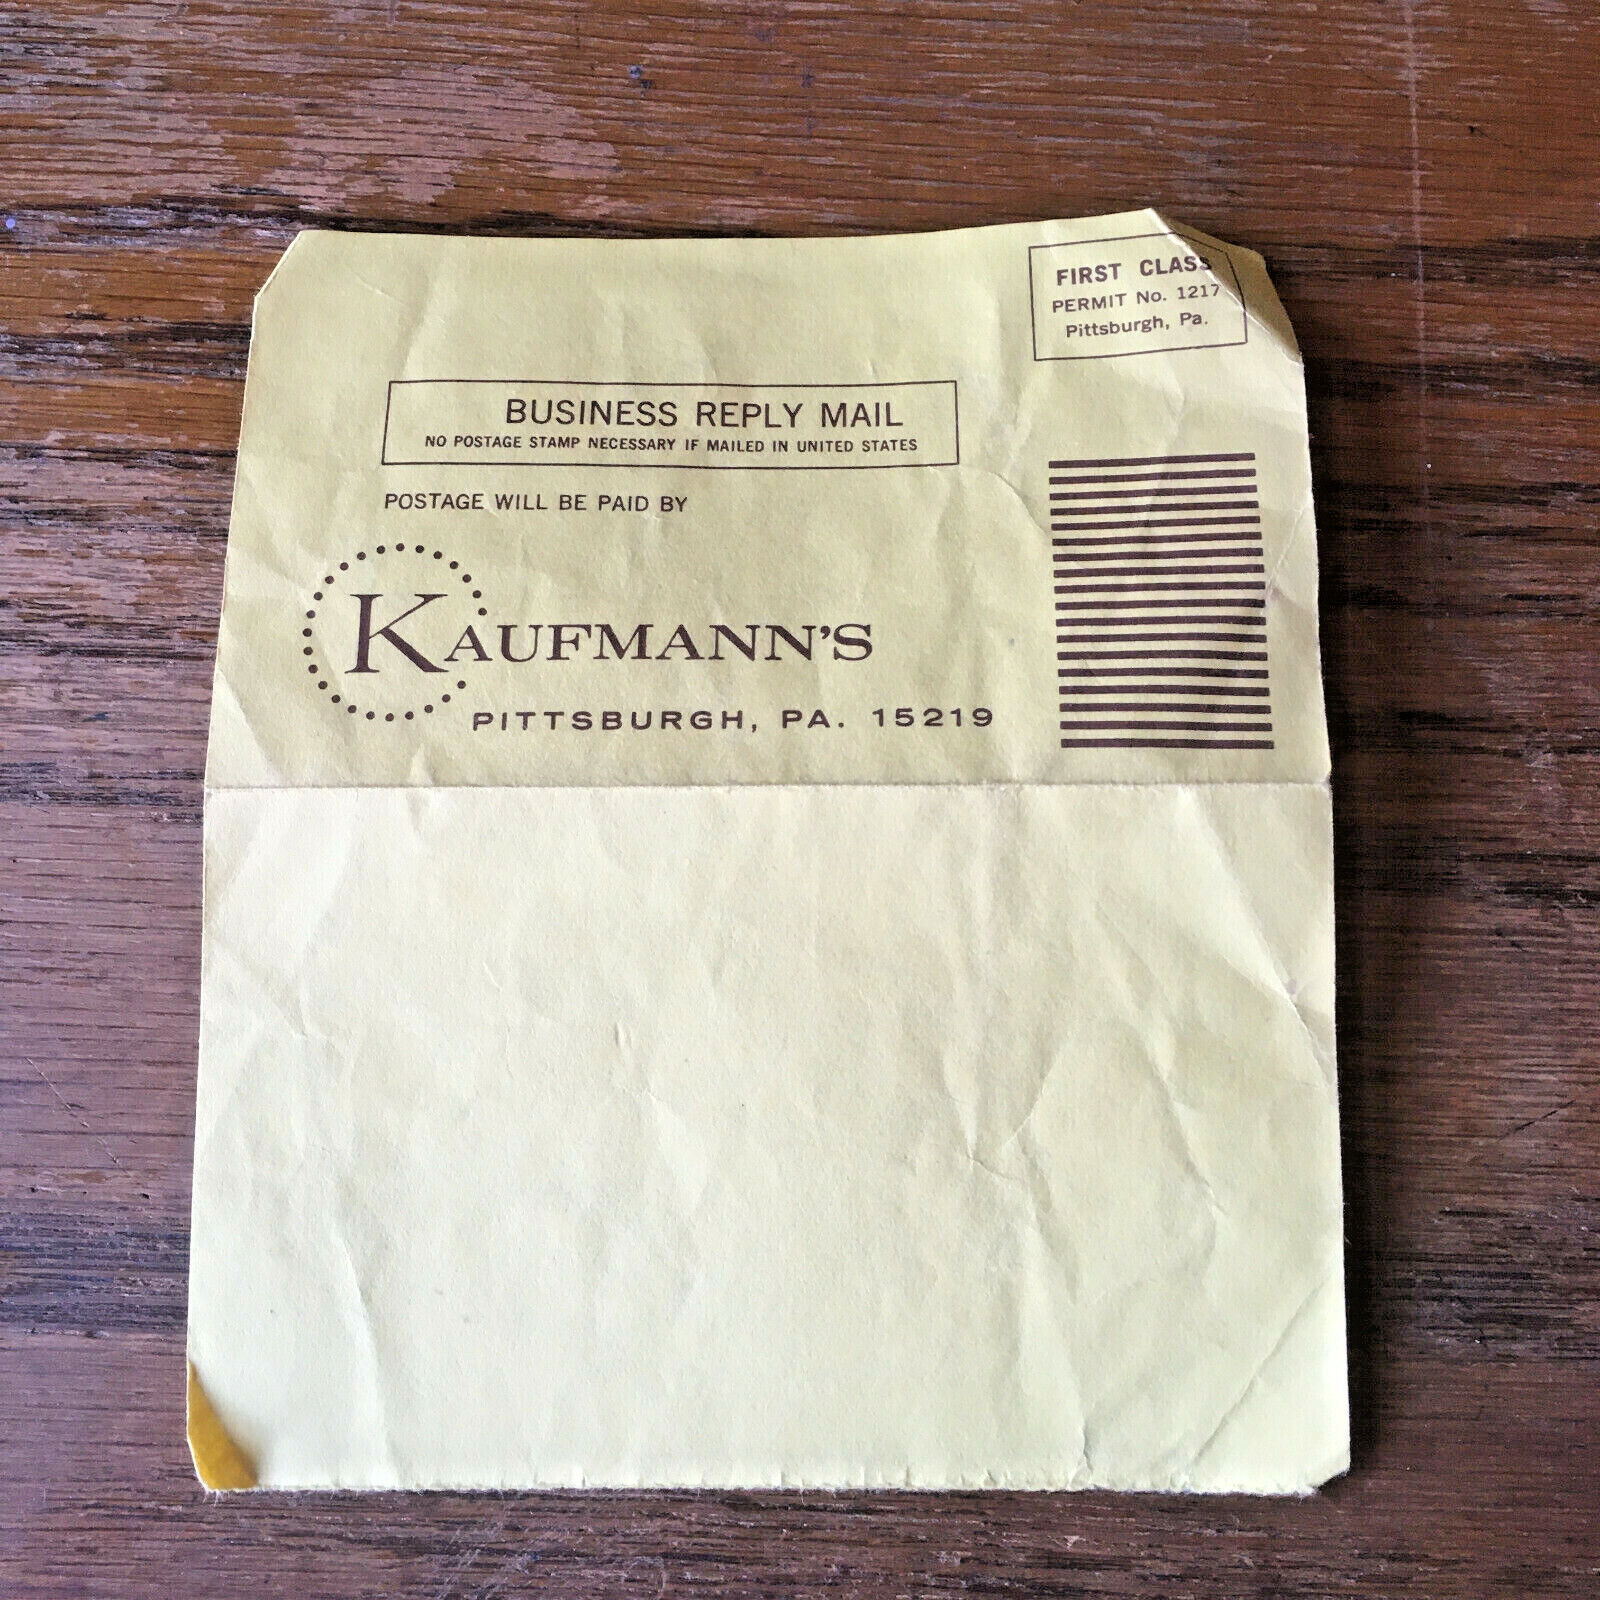 FIRST CLASS
PERMIT No. 1217
Pittsburgh, Pa.
BUSINESS REPLY MAIL
NO POSTAGE STAMP NECESSARY IF MAILED IN UNITED STATES
POSTAGE WILL BE PAID BY
KAUFMANN'S
PITTSBURGH, PA. 15219